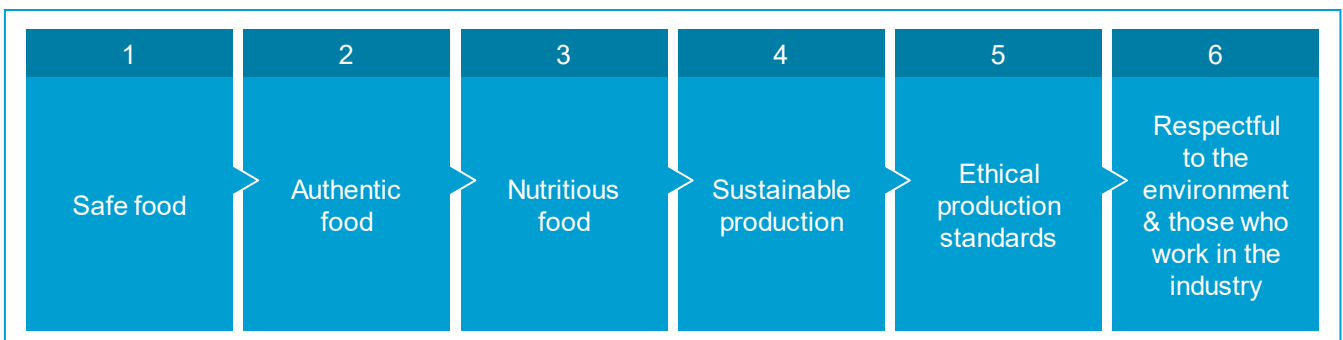 1
Safe food
2
Authentic
food
3
Nutritious
food
4
Sustainable
production
5
Ethical
production
standards
6
Respectful
to the
environment
& those who
work in the
industry